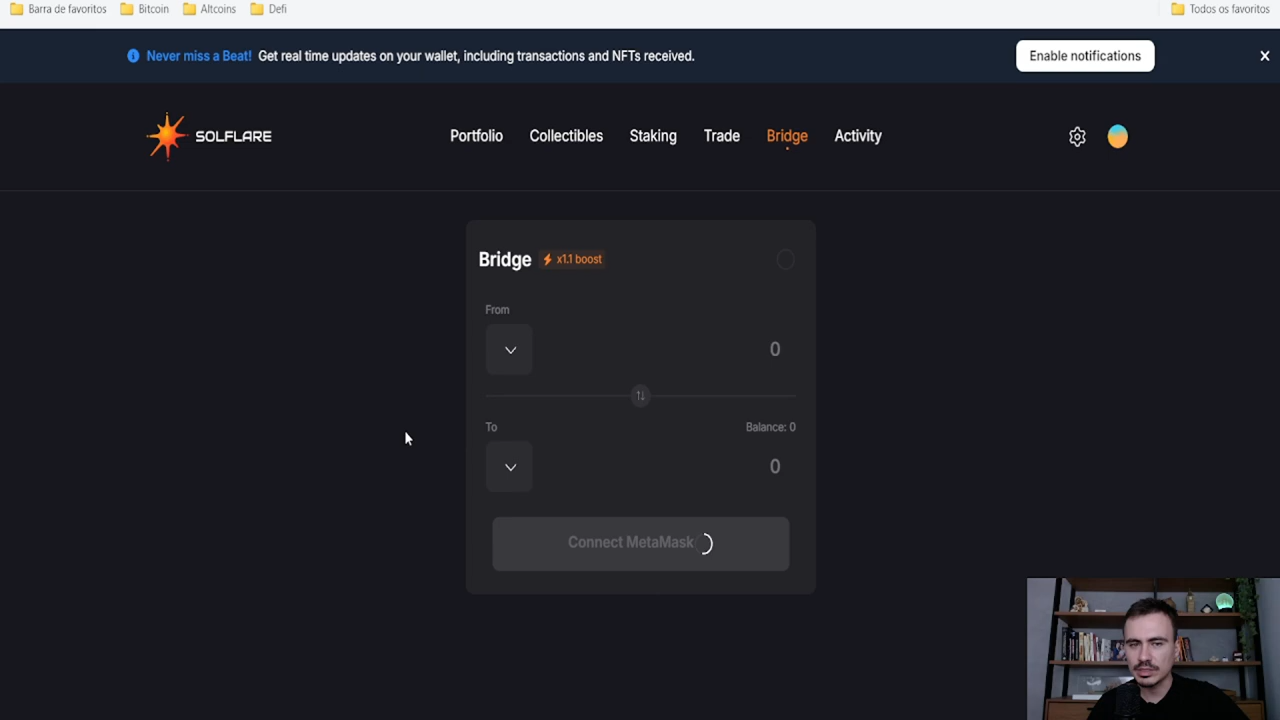 Barra de favoritos Bitcoin Altcoins Defi Todos os favoritos
Never miss a Beat! Get real time updates on your wallet, including transactions and NFTs received. Enable notifications
SOLFLARE Portfolio Collectibles Staking Trade Bridge Activity
Bridge x1.1 boost
From
0
To Balance: 0
0
Connect MetaMask